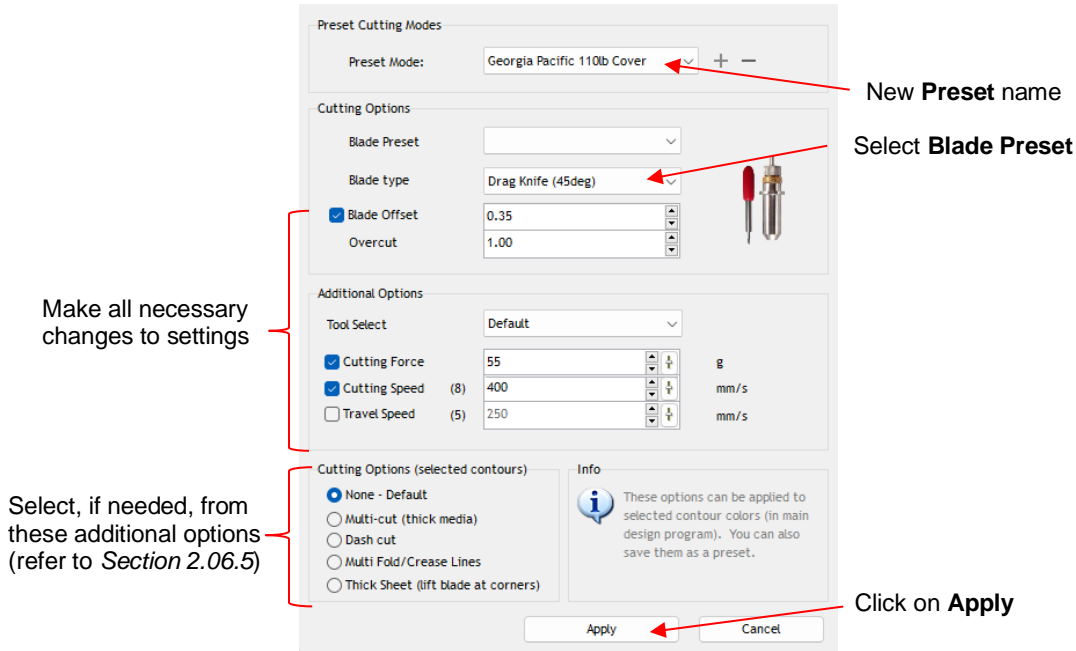 Preset Cutting Modes
Preset Mode: Georgia Pacific 110lb Cover + −
New Preset name
Cutting Options
Blade Preset
Select Blade Preset
Blade type Drag Knife (45deg)
Blade Offset 0.35
Overcut 1.00
Make all necessary
changes to settings
Additional Options
Tool Select Default
Cutting Force 55 g
Cutting Speed (8) 400 mm/s
Travel Speed (5) 250 mm/s
Select, if needed, from
these additional options
(refer to Section 2.06.5)
Cutting Options (selected contours)
None - Default
Multi-cut (thick media)
Dash cut
Multi Fold/Crease Lines
Thick Sheet (lift blade at corners)
Info
i
These options can be applied to
selected contour colors (in main
design program). You can also
save them as a preset.
Click on Apply
Apply Cancel